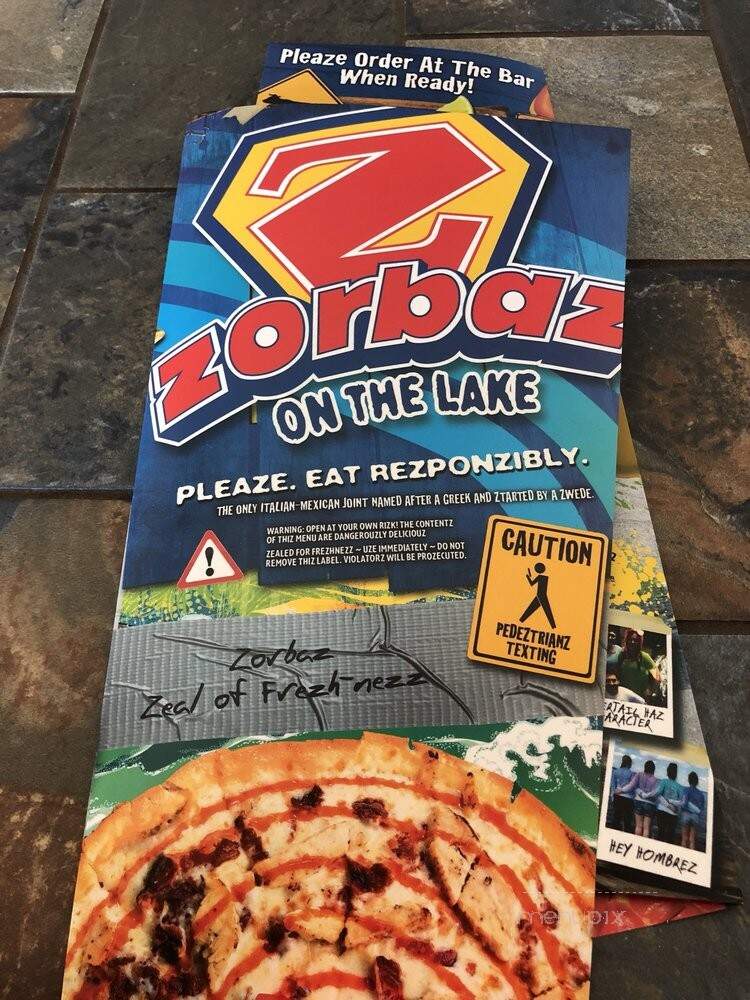 Pleaze Order At The Bar
When Ready!
Z
zorbaz
ON THE LAKE
PLEAZE. EAT REZPONZIBLY.
THE ONLY ITALIAN-MEXICAN JOINT NAMED AFTER A GREEK AND ZTARTED BY A ZWEDE.
WARNING: OPEN AT YOUR OWN RIZK! THE CONTENTZ
OF THIZ MENU ARE DANGEROUZLY DELICIOUZ
ZEALED FOR FREZHNEZZ ~ UZE IMMEDIATELY ~ DO NOT
REMOVE THIZ LABEL. VIOLATORZ WILL BE PROZECUTED.
!
CAUTION
PEDEZTRIANZ
TEXTING
Zorbaz
Zeal of Frezh-nezz
HAZ
HEY HOMBREZ
menupix